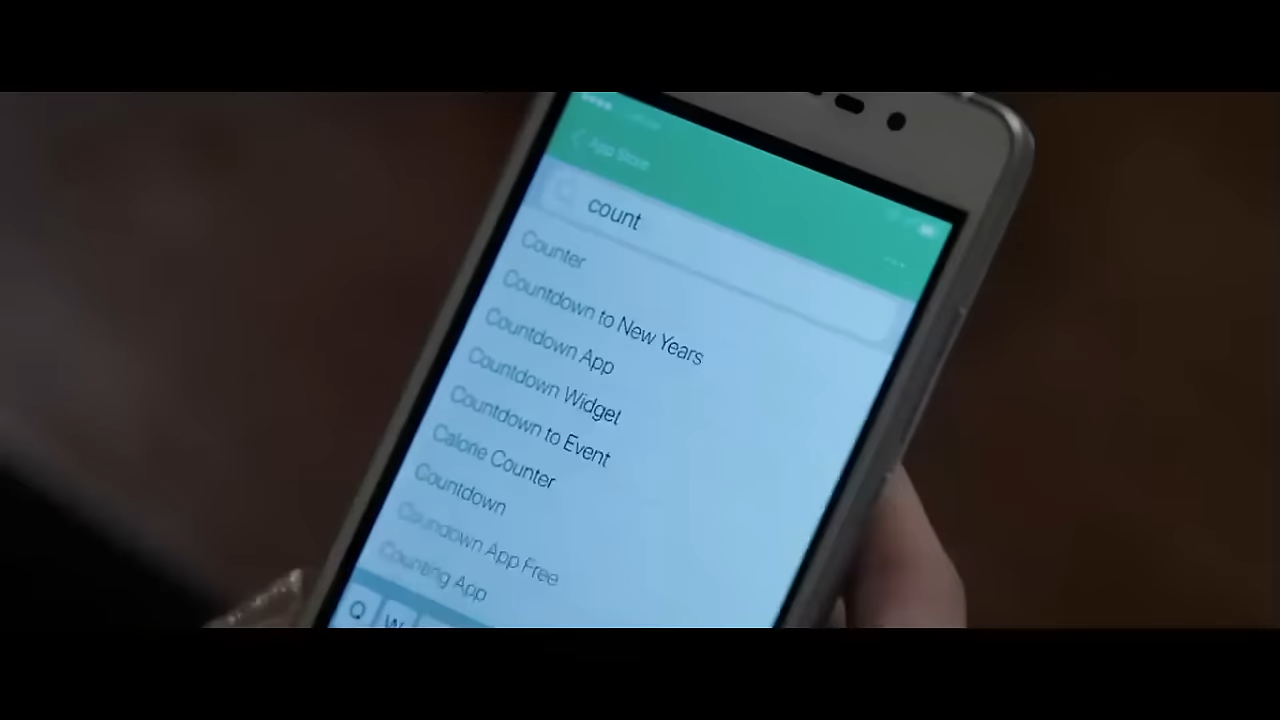 App Store
count
Counter
Countdown to New Years
Countdown App
Countdown Widget
Countdown to Event
Calorie Counter
Countdown
Coundown App Free
Counting App
Q W